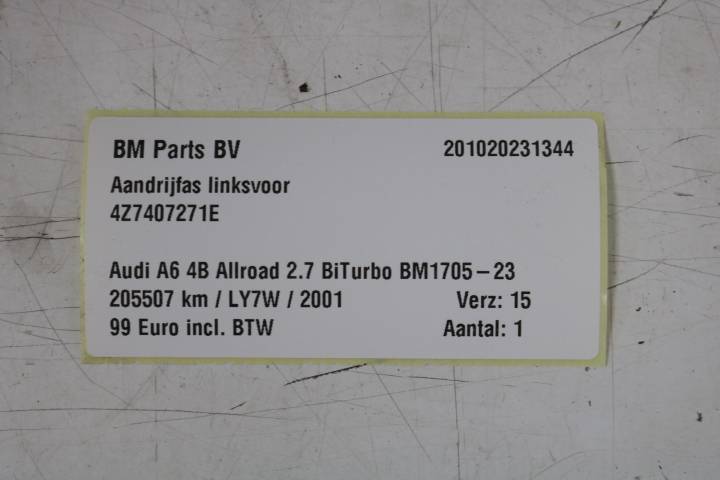 BM Parts BV 201020231344
Aandrijfas linksvoor
4Z7407271E
Audi A6 4B Allroad 2.7 BiTurbo BM1705-23
205507 km / LY7W / 2001 Verz: 15
99 Euro incl. BTW Aantal: 1